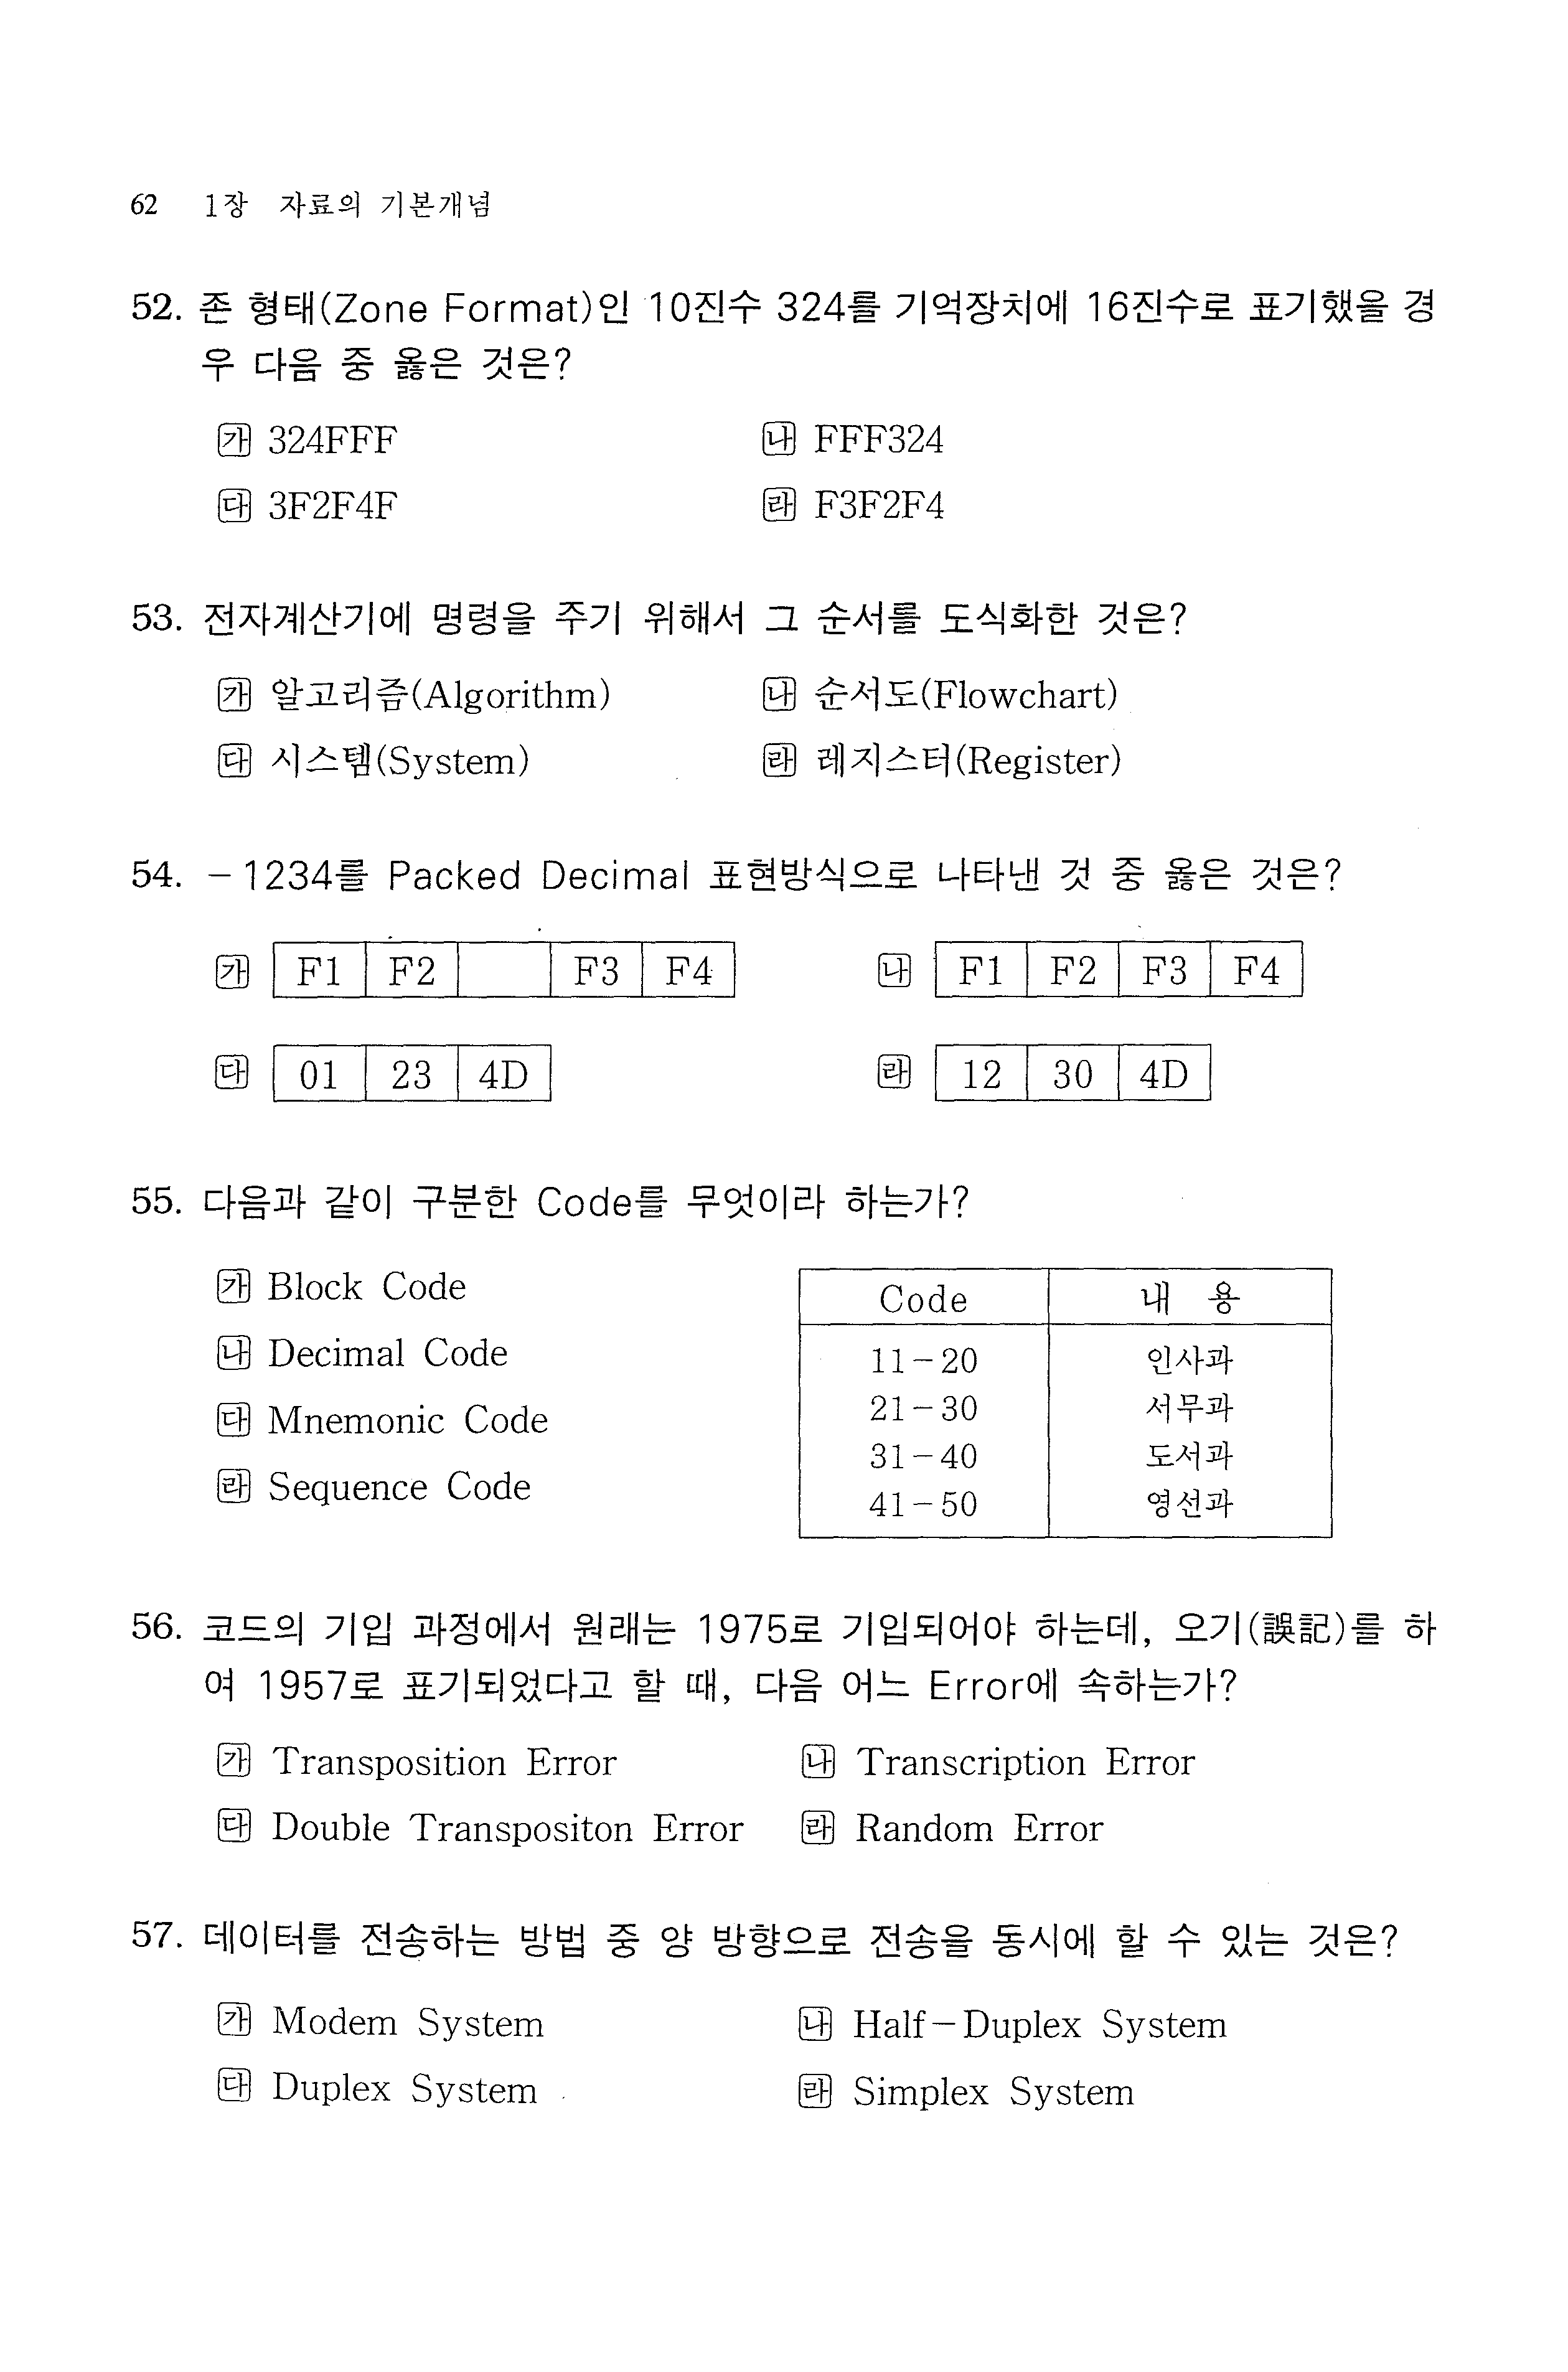 62 1장 자료의 기본개념
52. 존 형태(Zone Format)인 10진수 324를 기억장치에 16진수로 표기했을 경
우 다음 중 옳은 것은?
㉮ 324FFF ㉯ FFF324
㉰ 3F2F4F ㉱ F3F2F4
53. 전자계산기에 명령을 주기 위해서 그 순서를 도식화한 것은?
㉮ 알고리즘(Algorithm) ㉯ 순서도(Flowchart)
㉰ 시스템(System) ㉱ 레지스터(Register)
54. －1234를 Packed Decimal 표현방식으로 나타낸 것 중 옳은 것은?
㉮ F1 F2 F3 F4 ㉯ F1 F2 F3 F4
㉰ 01 23 4D ㉱ 12 30 4D
55. 다음과 같이 구분한 Code를 무엇이라 하는가?
㉮ Block Code
㉯ Decimal Code
㉰ Mnemonic Code
㉱ Sequence Code
Code 내 용
11－20 인사과
21－30 서무과
31－40 도서과
41－50 영선과
56. 코드의 기입 과정에서 원래는 1975로 기입되어야 하는데, 오기(誤記)를 하
여 1957로 표기되었다고 할 때, 다음 어느 Error에 속하는가?
㉮ Transposition Error ㉯ Transcription Error
㉰ Double Transpositon Error ㉱ Random Error
57. 데이터를 전송하는 방법 중 양 방향으로 전송을 동시에 할 수 있는 것은?
㉮ Modem System ㉯ Half－Duplex System
㉰ Duplex System ㉱ Simplex System